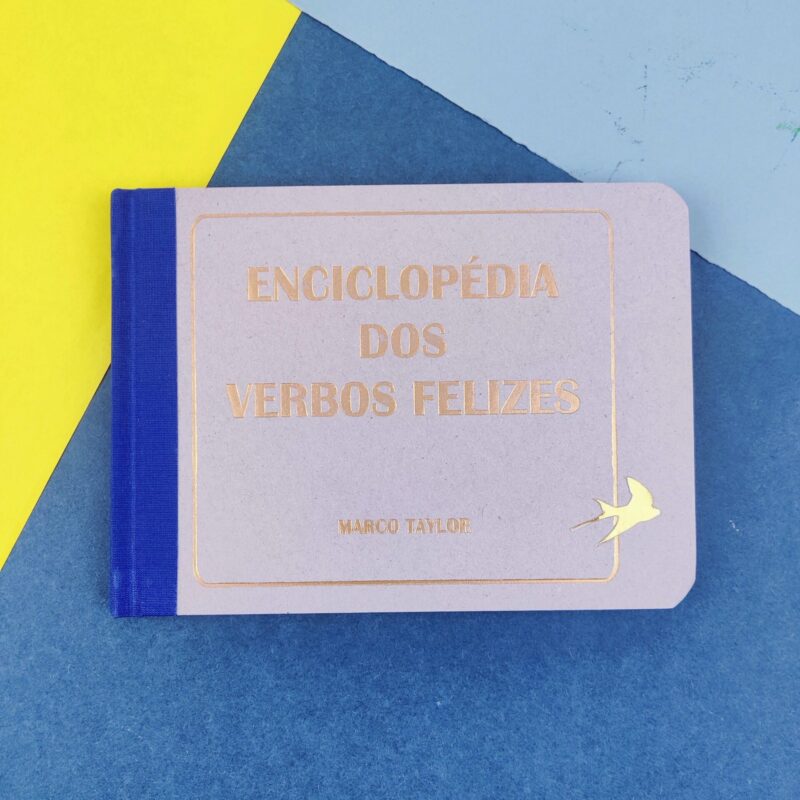 ENCICLOPÉDIA
DOS
VERBOS FELIZES
MARCO TAYLOR